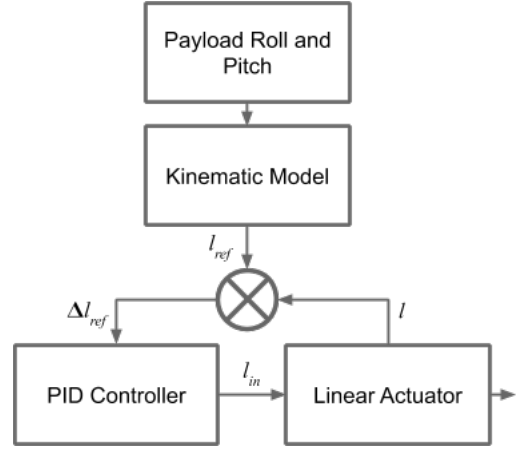 Payload Roll and
Pitch
Kinematic Model
l_ref
Δl_ref
l
PID Controller
l_in
Linear Actuator